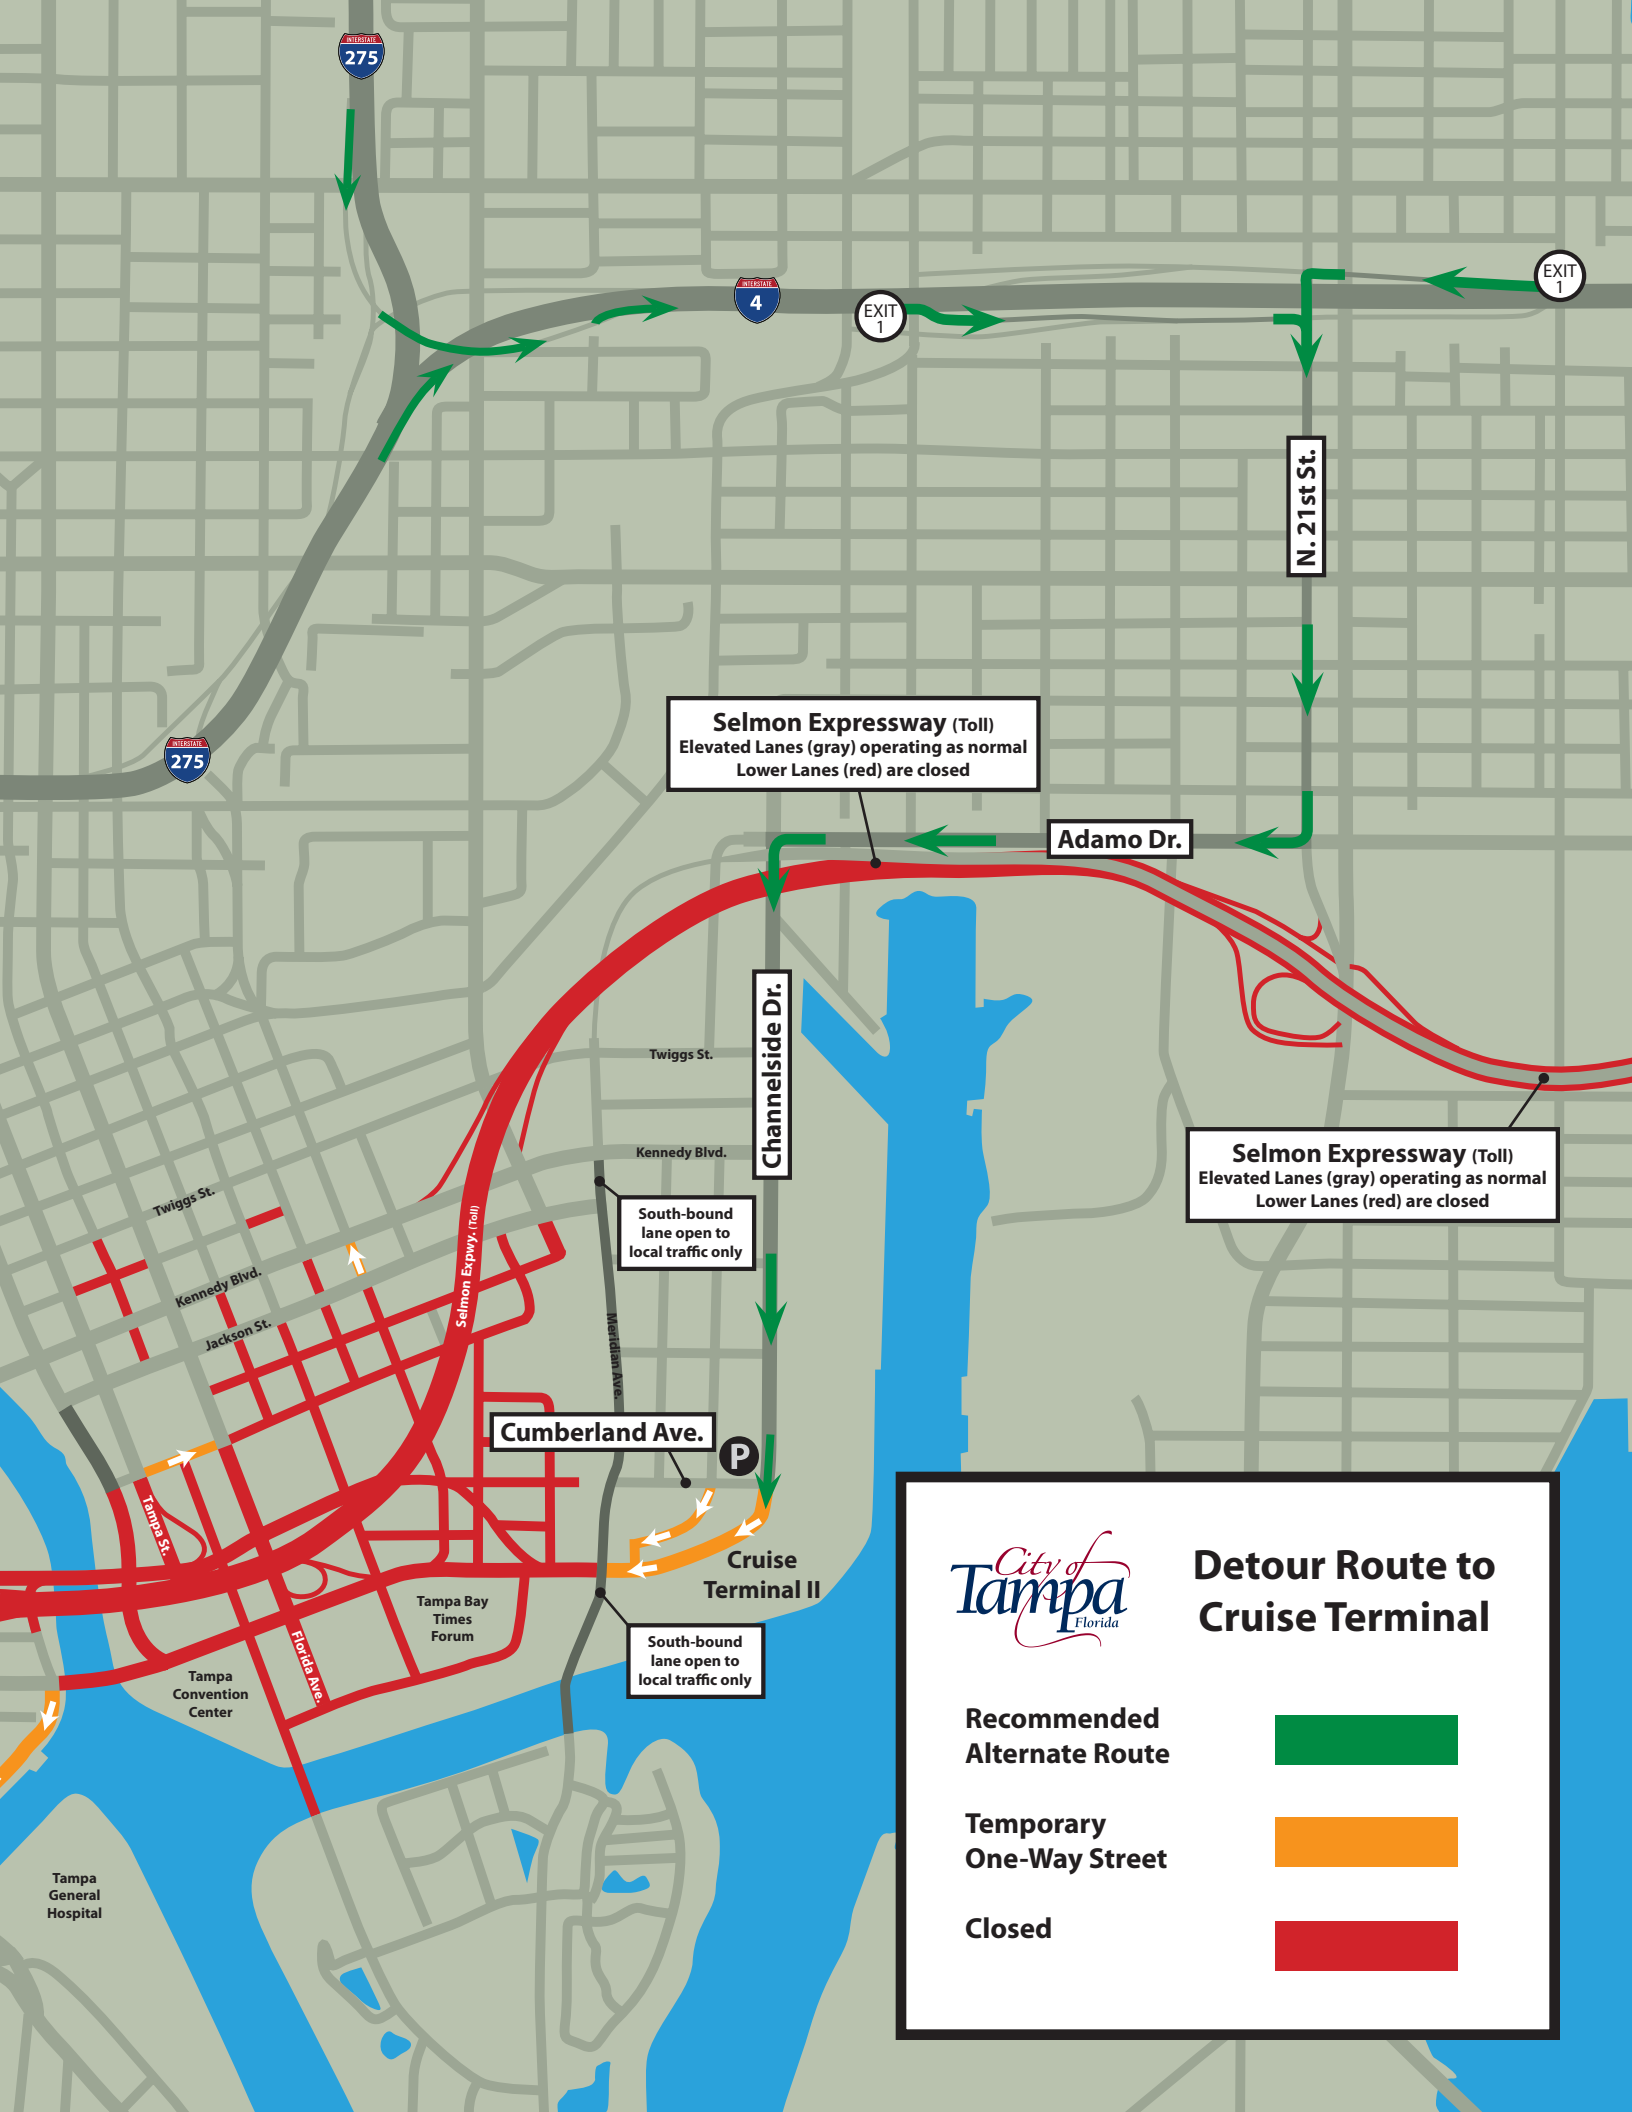 INTERSTATE
275
INTERSTATE
4
EXIT
1
EXIT
1
N. 21st St.
INTERSTATE
275
Selmon Expressway (Toll)
Elevated Lanes (gray) operating as normal
Lower Lanes (red) are closed
Adamo Dr.
Channelside Dr.
Twiggs St.
Kennedy Blvd.
Selmon Expressway (Toll)
Elevated Lanes (gray) operating as normal
Lower Lanes (red) are closed
Twiggs St.
South-bound
lane open to
local traffic only
Selmon Expwy. (Toll)
Kennedy Blvd.
Jackson St.
Meridian Ave.
Cumberland Ave.
P
Tampa St.
Cruise
Terminal II
Tampa Bay
Times
Forum
Florida Ave.
South-bound
lane open to
local traffic only
Tampa
Convention
Center
Tampa
General
Hospital
City of
Tampa
Florida
Detour Route to
Cruise Terminal
Recommended
Alternate Route
Temporary
One-Way Street
Closed